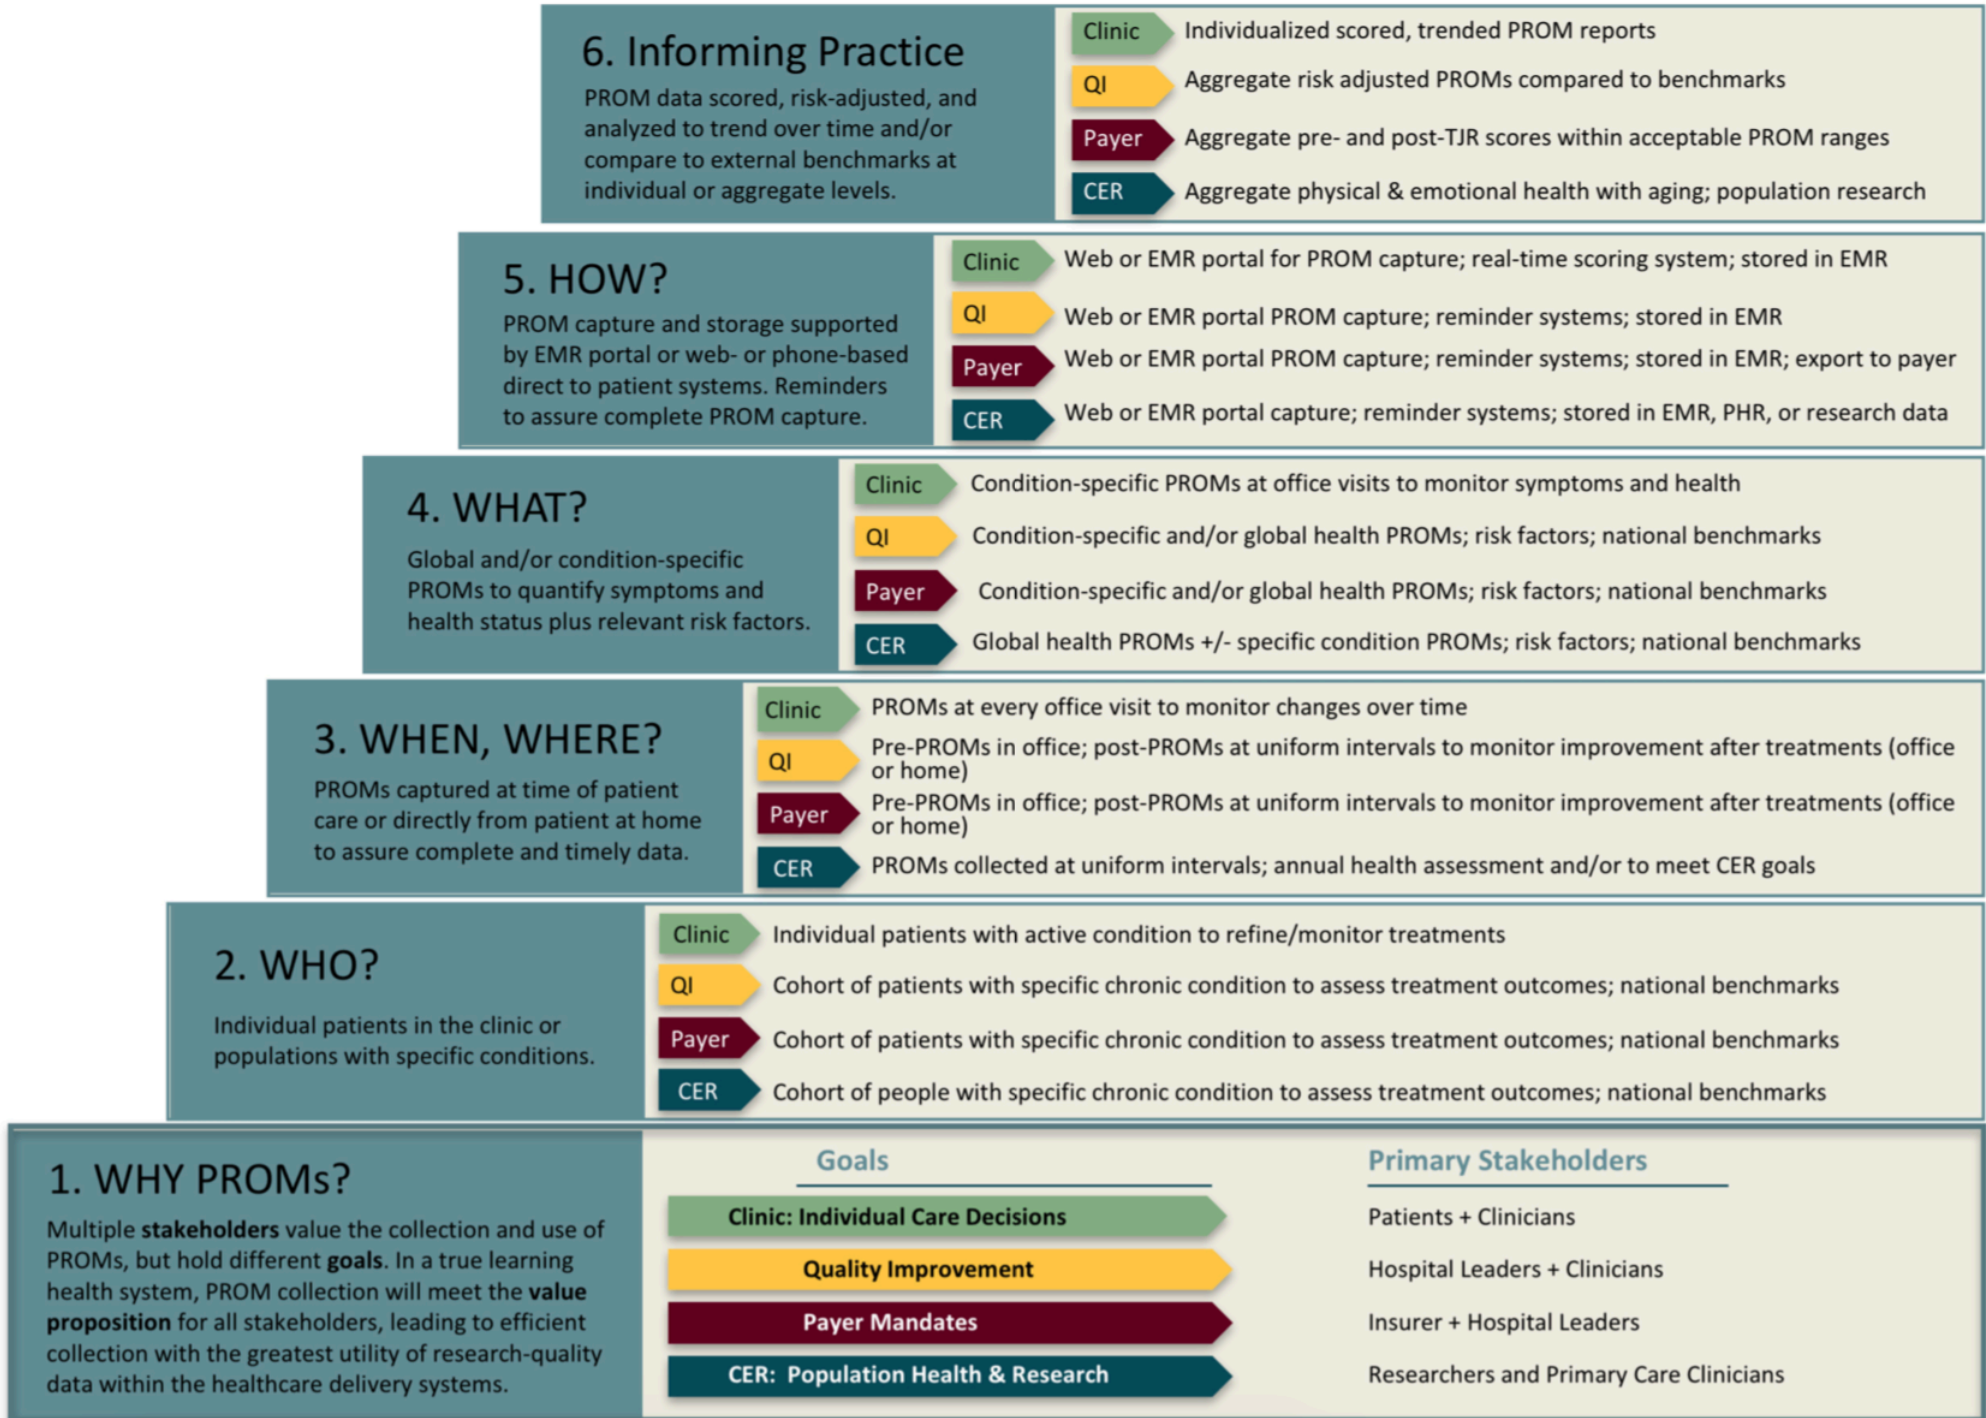 6. Informing Practice
PROM data scored, risk-adjusted, and
analyzed to trend over time and/or
compare to external benchmarks at
individual or aggregate levels.
Clinic Individualized scored, trended PROM reports
QI Aggregate risk adjusted PROMs compared to benchmarks
Payer Aggregate pre- and post-TJR scores within acceptable PROM ranges
CER Aggregate physical & emotional health with aging; population research
5. HOW?
PROM capture and storage supported
by EMR portal or web- or phone-based
direct to patient systems. Reminders
to assure complete PROM capture.
Clinic Web or EMR portal for PROM capture; real-time scoring system; stored in EMR
QI Web or EMR portal PROM capture; reminder systems; stored in EMR
Payer Web or EMR portal PROM capture; reminder systems; stored in EMR; export to payer
CER Web or EMR portal capture; reminder systems; stored in EMR, PHR, or research data
4. WHAT?
Global and/or condition-specific
PROMs to quantify symptoms and
health status plus relevant risk factors.
Clinic Condition-specific PROMs at office visits to monitor symptoms and health
QI Condition-specific and/or global health PROMs; risk factors; national benchmarks
Payer Condition-specific and/or global health PROMs; risk factors; national benchmarks
CER Global health PROMs +/- specific condition PROMs; risk factors; national benchmarks
3. WHEN, WHERE?
PROMs captured at time of patient
care or directly from patient at home
to assure complete and timely data.
Clinic PROMs at every office visit to monitor changes over time
QI Pre-PROMs in office; post-PROMs at uniform intervals to monitor improvement after treatments (office
or home)
Payer Pre-PROMs in office; post-PROMs at uniform intervals to monitor improvement after treatments (office
or home)
CER PROMs collected at uniform intervals; annual health assessment and/or to meet CER goals
2. WHO?
Individual patients in the clinic or
populations with specific conditions.
Clinic Individual patients with active condition to refine/monitor treatments
QI Cohort of patients with specific chronic condition to assess treatment outcomes; national benchmarks
Payer Cohort of patients with specific chronic condition to assess treatment outcomes; national benchmarks
CER Cohort of people with specific chronic condition to assess treatment outcomes; national benchmarks
1. WHY PROMs?
Multiple stakeholders value the collection and use of
PROMs, but hold different goals. In a true learning
health system, PROM collection will meet the value
proposition for all stakeholders, leading to efficient
collection with the greatest utility of research-quality
data within the healthcare delivery systems.
Goals Primary Stakeholders
Clinic: Individual Care Decisions Patients + Clinicians
Quality Improvement Hospital Leaders + Clinicians
Payer Mandates Insurer + Hospital Leaders
CER: Population Health & Research Researchers and Primary Care Clinicians